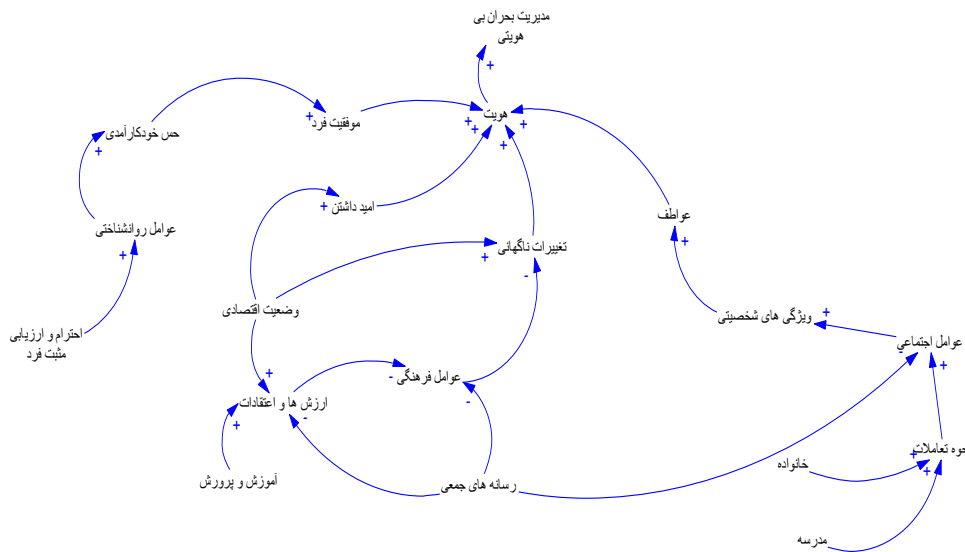 مدیریت بحران بی
هویتی
هویت
+
موفقیت فرد
+
+
+
+
+
حس خودکارآمدی
+
امید داشتن
+
عواطف
+
عوامل روانشناختی
+
تغییرات ناگهانی
+
-
وضعیت اقتصادی
ویژگی های شخصیتی
+
احترام و ارزیابی
مثبت فرد
عوامل اجتماعي
-
+
عوامل فرهنگی
-
-
ارزش ها و اعتقادات
+
-
+
حوه تعاملات
+
+
خانواده
آموزش و پرورش
رسانه های جمعی
مدرسه